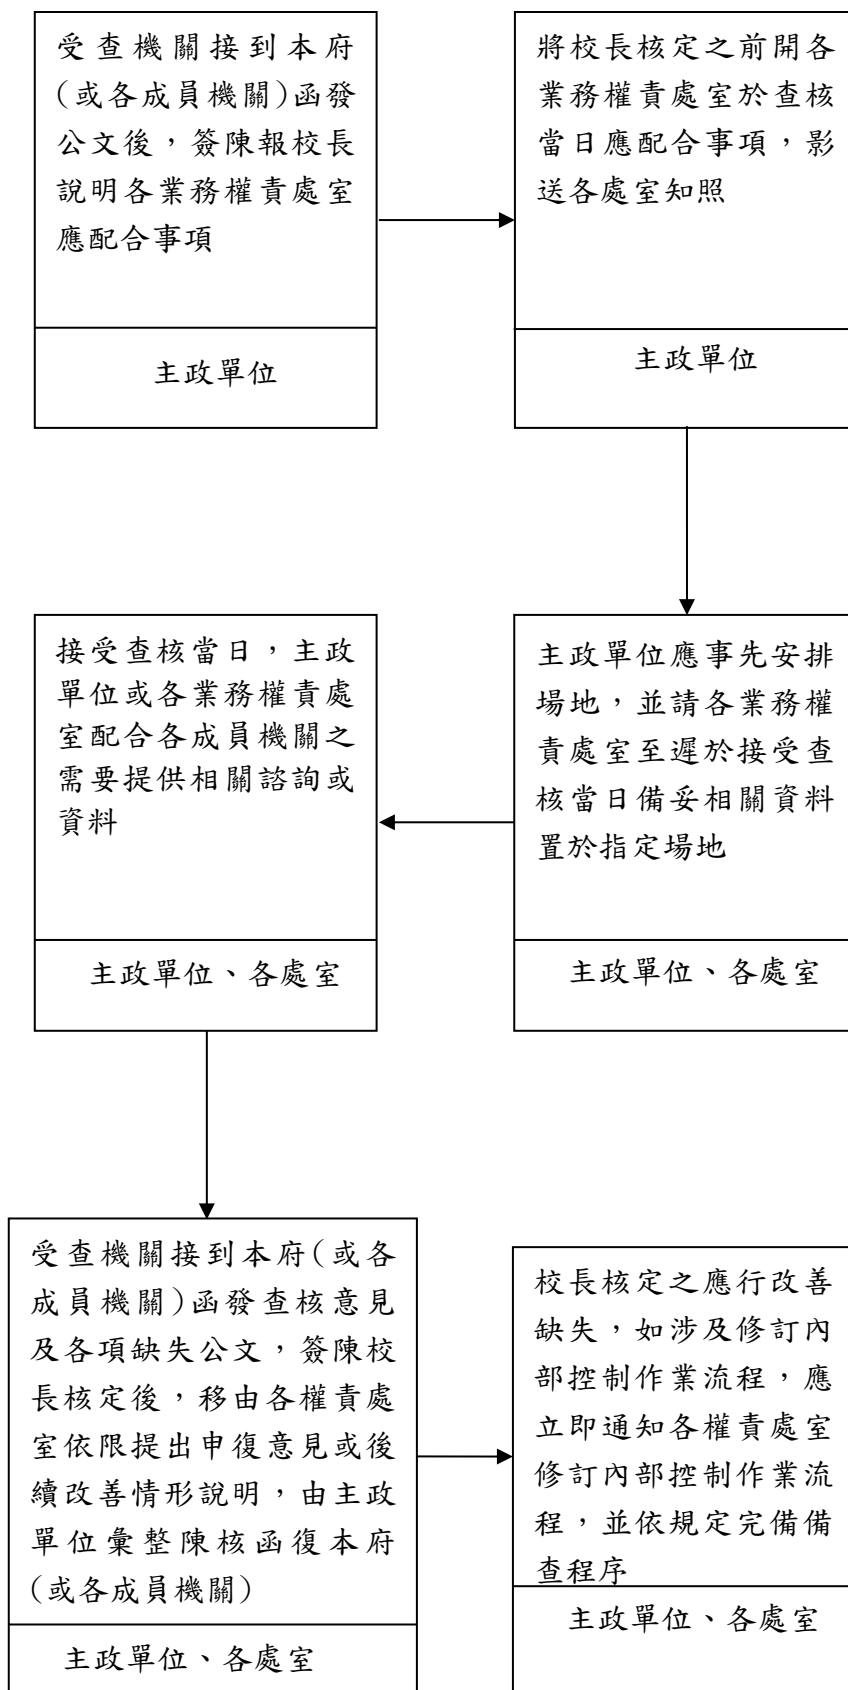 受查機關接到本府
(或各成員機關)函發
公文後，簽陳報校長
說明各業務權責處室
應配合事項
主政單位
將校長核定之前開各
業務權責處室於查核
當日應配合事項，影
送各處室知照
主政單位
主政單位應事先安排
場地，並請各業務權
責處室至遲於接受查
核當日備妥相關資料
置於指定場地
主政單位、各處室
接受查核當日，主政
單位或各業務權責處
室配合各成員機關之
需要提供相關諮詢或
資料
主政單位、各處室
受查機關接到本府(或各
成員機關)函發查核意見
及各項缺失公文，簽陳校
長核定後，移由各權責處
室依限提出申復意見或後
續改善情形說明，由主政
單位彙整陳核函復本府
(或各成員機關)
主政單位、各處室
校長核定之應行改善
缺失，如涉及修訂內
部控制作業流程，應
立即通知各權責處室
修訂內部控制作業流
程，並依規定完備備
查程序
主政單位、各處室